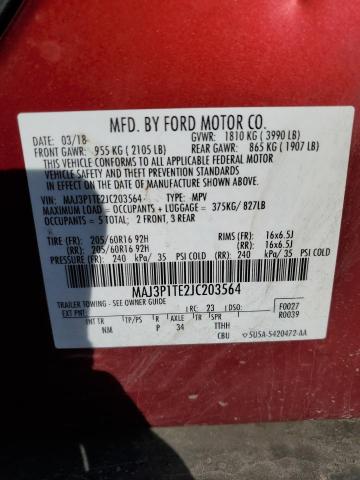 MFD. BY FORD MOTOR CO.
DATE: 03/18 GVWR: 1810 KG ( 3990 LB)
FRONT GAWR: 955 KG ( 2105 LB) REAR GAWR: 865 KG ( 1907 LB)
THIS VEHICLE CONFORMS TO ALL APPLICABLE FEDERAL MOTOR
VEHICLE SAFETY AND THEFT PREVENTION STANDARDS IN EFFECT
ON THE DATE OF MANUFACTURE SHOWN ABOVE.
VIN: MAJ3P1TE2JC203564 TYPE: MPV
MAXIMUM LOAD = OCCUPANTS + LUGGAGE = 375KG/ 827LB
OCCUPANTS = 5 TOTAL; 2 FRONT, 3 REAR
TIRE (FR): 205/60R16 92H RIMS (FR): 16x6.5J
TIRE (RR): 205/60R16 92H RIMS (RR): 16x6.5J
PRESSURE (FR): 240 kPa/ 35 PSI COLD (RR): 240 kPa/ 35 PSI COLD
MAJ3P1TE2JC203564
TRAILER TOWING - SEE OWNER GUIDE F0027
EXT PNT: RC: 23 DSO: R0039
INT TR TP/PS R AXLE TR SPR
NM P 34 TTHH
CBU 5U5A-5420472-AA